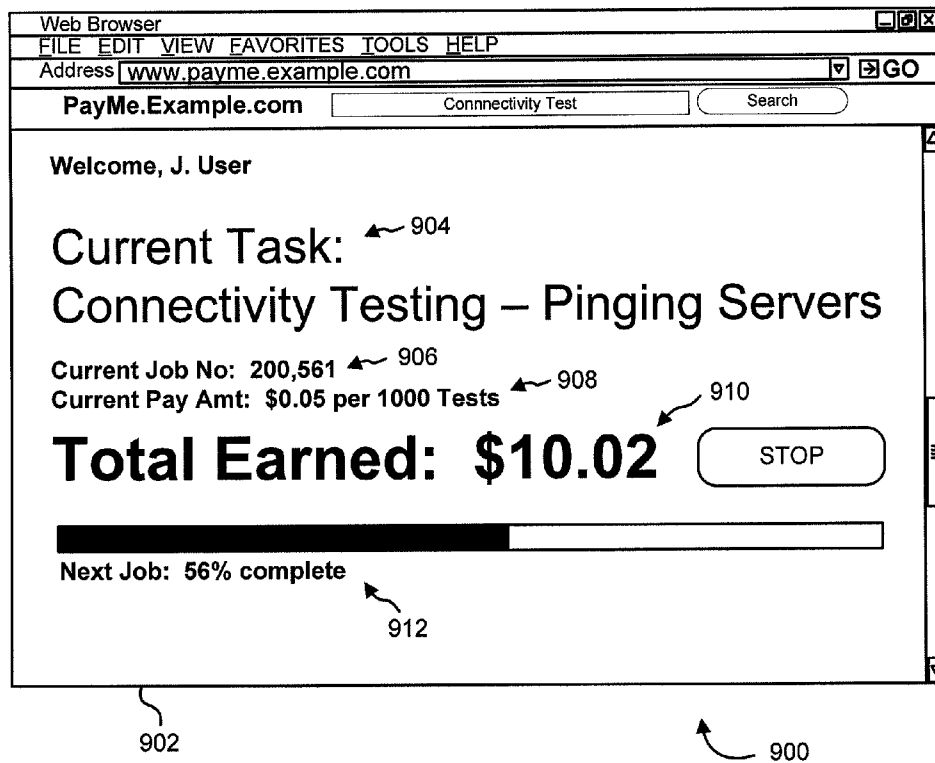 Web Browser
FILE EDIT VIEW FAVORITES TOOLS HELP
Address www.payme.example.com GO
PayMe.Example.com Connnectivity Test Search
Welcome, J. User
Current Task: 904
Connectivity Testing – Pinging Servers
Current Job No: 200,561 906
Current Pay Amt: $0.05 per 1000 Tests 908
910
Total Earned: $10.02 STOP
Next Job: 56% complete
912
902
900